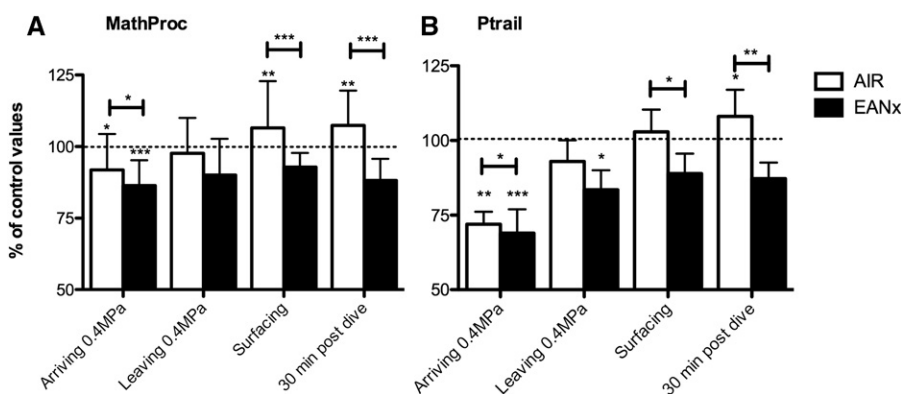 A MathProc
% of control values
125
100
75
50
* * ***
*
** ***
** ***
Arriving 0.4MPa
Leaving 0.4MPa
Surfacing
30 min post dive
B Ptrail
125
100
75
50
** * ***
*
*
* **
Arriving 0.4MPa
Leaving 0.4MPa
Surfacing
30 min post dive
AIR
EANx